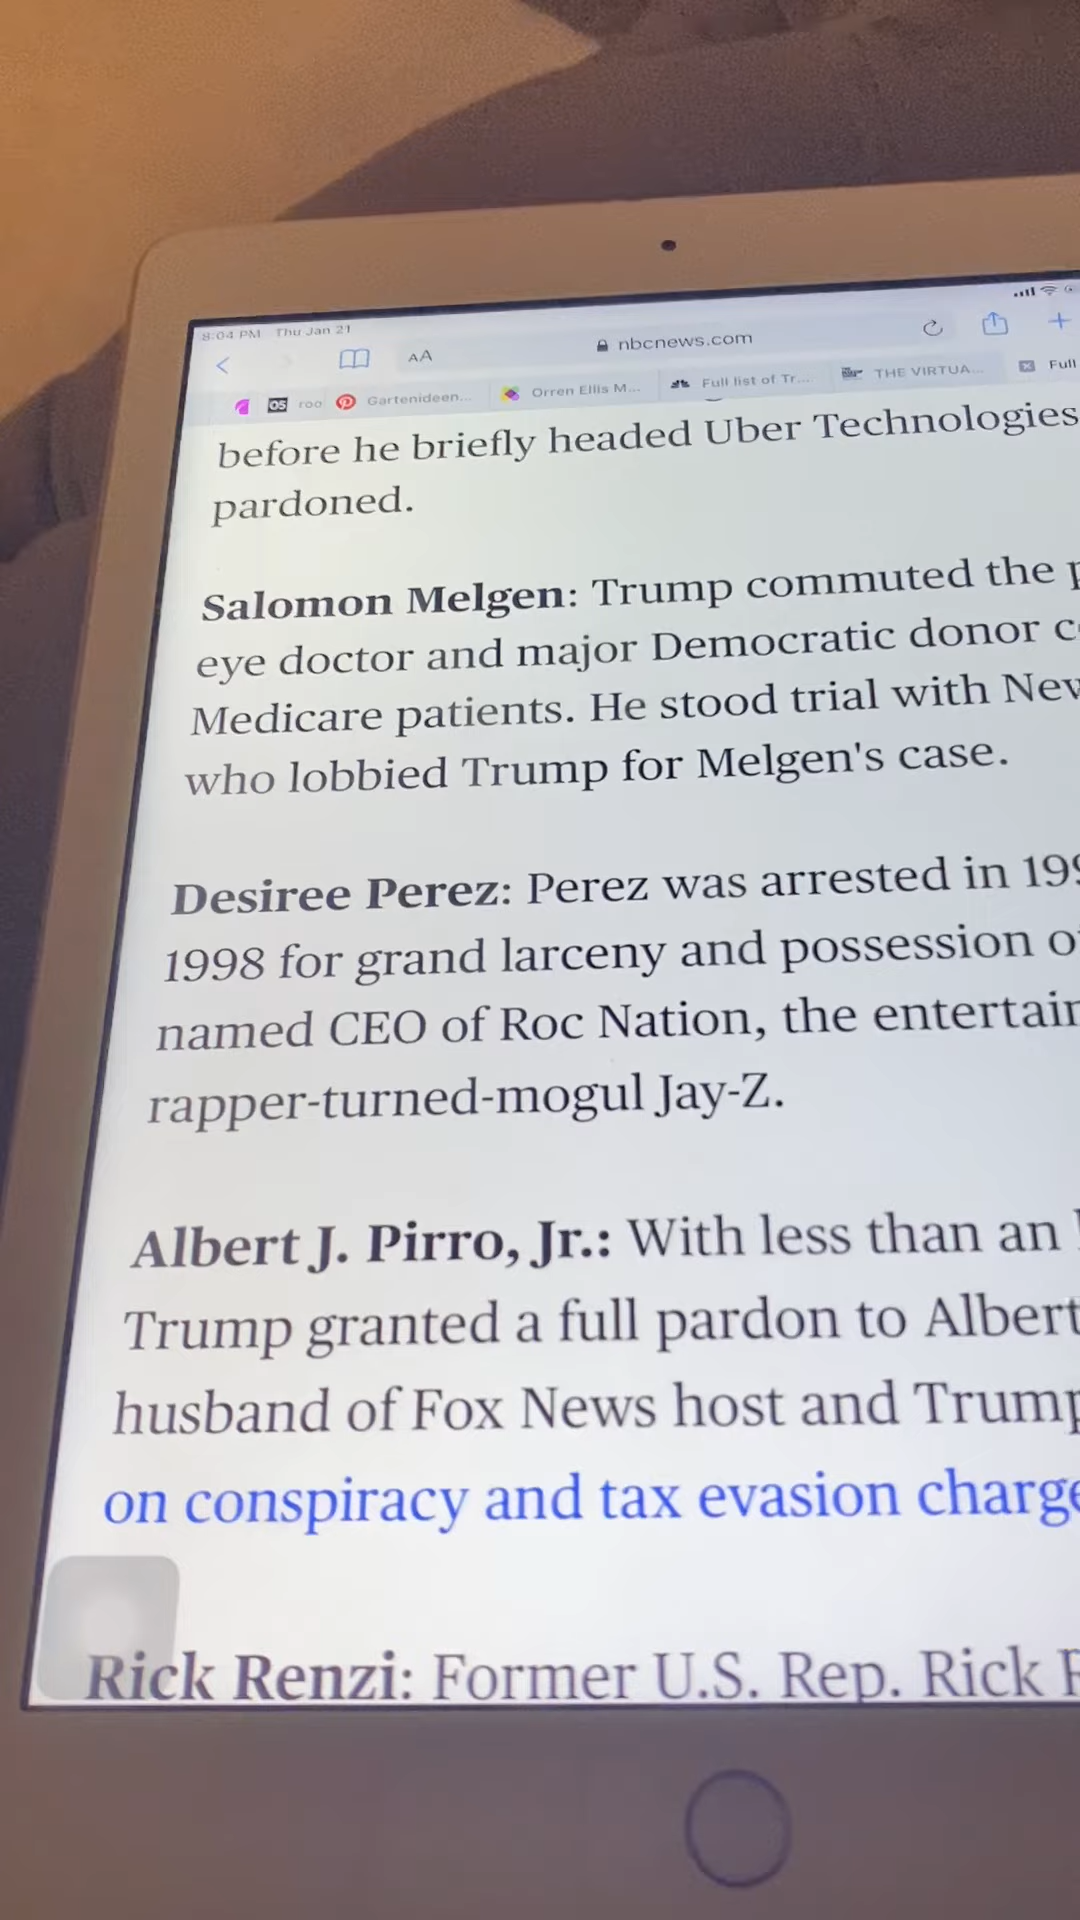 8:04 PM Thu Jan 21
AA nbcnews.com
OS roo Gartenideen... Orren Ellis M... Full list of Tr... THE VIRTUA... Full
before he briefly headed Uber Technologies
pardoned.
Salomon Melgen: Trump commuted the
eye doctor and major Democratic donor
Medicare patients. He stood trial with New
who lobbied Trump for Melgen's case.
Desiree Perez: Perez was arrested in 199
1998 for grand larceny and possession o
named CEO of Roc Nation, the entertain
rapper-turned-mogul Jay-Z.
Albert J. Pirro, Jr.: With less than an
Trump granted a full pardon to Albert
husband of Fox News host and Trump
on conspiracy and tax evasion charge
Rick Renzi: Former U.S. Rep. Rick